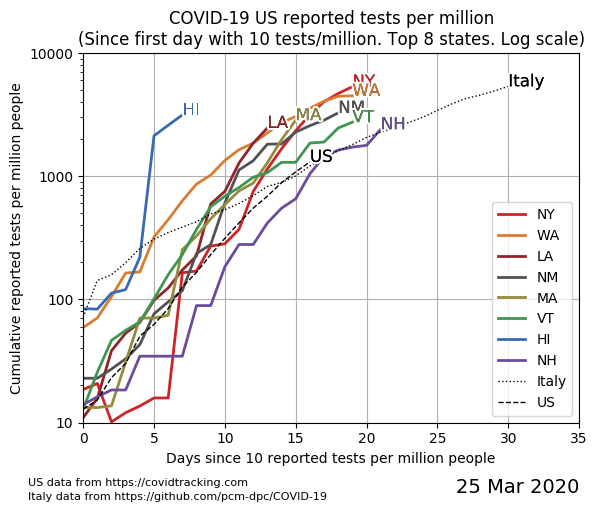 COVID-19 US reported tests per million
(Since first day with 10 tests/million. Top 8 states. Log scale)
Cumulative reported tests per million people
10000
1000
100
10
HI
LA
MA
NY
WA
NM
VT
NH
US
Italy
NY
WA
LA
NM
MA
VT
HI
NH
Italy
US
0 5 10 15 20 25 30 35
Days since 10 reported tests per million people
US data from https://covidtracking.com
Italy data from https://github.com/pcm-dpc/COVID-19
25 Mar 2020